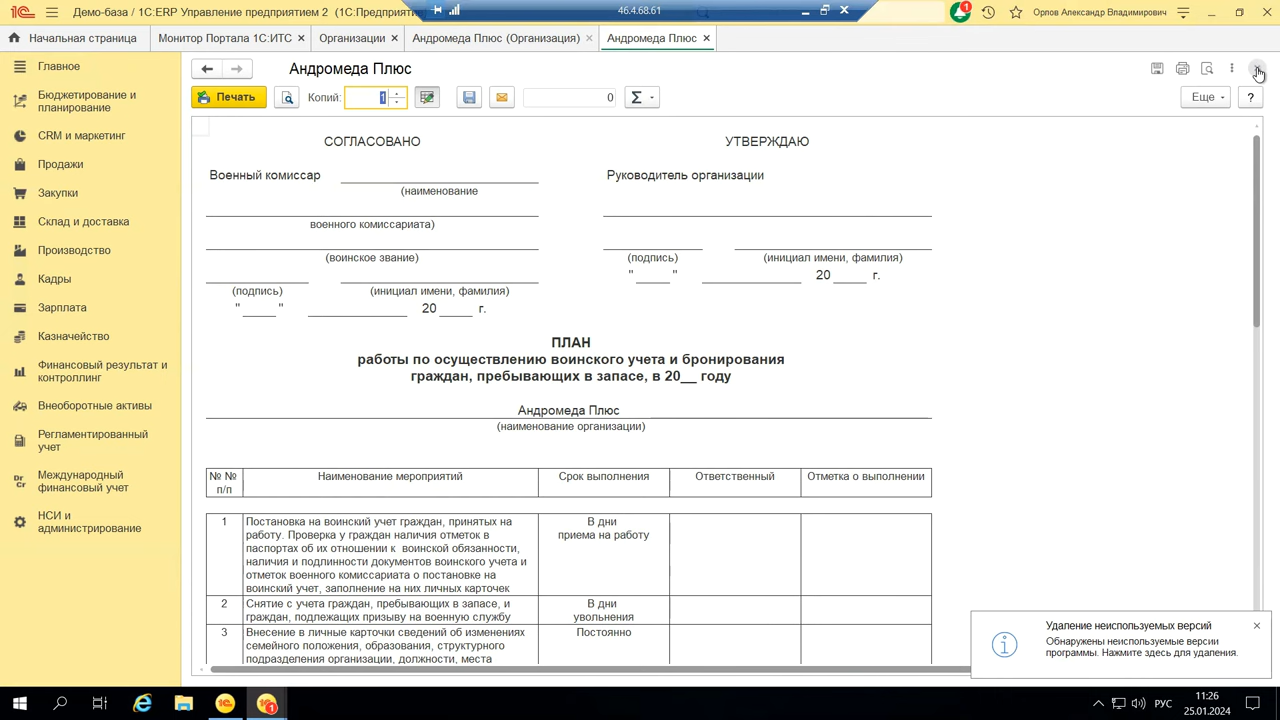 Демо-база / 1С:ERP Управление предприятием 2 (1С:Предприяти
46.4.68.61
1
Орлов Александр Владимирович
Начальная страница
Монитор Портала 1С:ИТС
Организации
Андромеда Плюс (Организация)
Андромеда Плюс
Главное
Бюджетирование и
планирование
CRM и маркетинг
Продажи
Закупки
Склад и доставка
Производство
Кадры
Зарплата
Казначейство
Финансовый результат и
контроллинг
Внеоборотные активы
Регламентированный
учет
Международный
финансовый учет
НСИ и
администрирование
Андромеда Плюс
Печать
Копий:
1
0
Σ
Еще
?
СОГЛАСОВАНО
УТВЕРЖДАЮ
Военный комиссар
Руководитель организации
(наименование
военного комиссариата)
(воинское звание)
(подпись)
(инициал имени, фамилия)
" _____ " 20 _____ г.
(подпись)
(инициал имени, фамилия)
" _____ " 20 _____ г.
ПЛАН
работы по осуществлению воинского учета и бронирования
граждан, пребывающих в запасе, в 20__ году
Андромеда Плюс
(наименование организации)
№ №
п/п
Наименование мероприятий
Срок выполнения
Ответственный
Отметка о выполнении
1
Постановка на воинский учет граждан, принятых на
работу. Проверка у граждан наличия отметок в
паспортах об их отношении к воинской обязанности,
наличия и подлинности документов воинского учета и
отметок военного комиссариата о постановке на
воинский учет, заполнение на них личных карточек
В дни
приема на работу
2
Снятие с учета граждан, пребывающих в запасе, и
граждан, подлежащих призыву на военную службу
В дни
увольнения
3
Внесение в личные карточки сведений об изменениях
семейного положения, образования, структурного
подразделения организации, должности, места
Постоянно
Удаление неиспользуемых версий
Обнаружены неиспользуемые версии
программы. Нажмите здесь для удаления.
РУС
11:26
25.01.2024